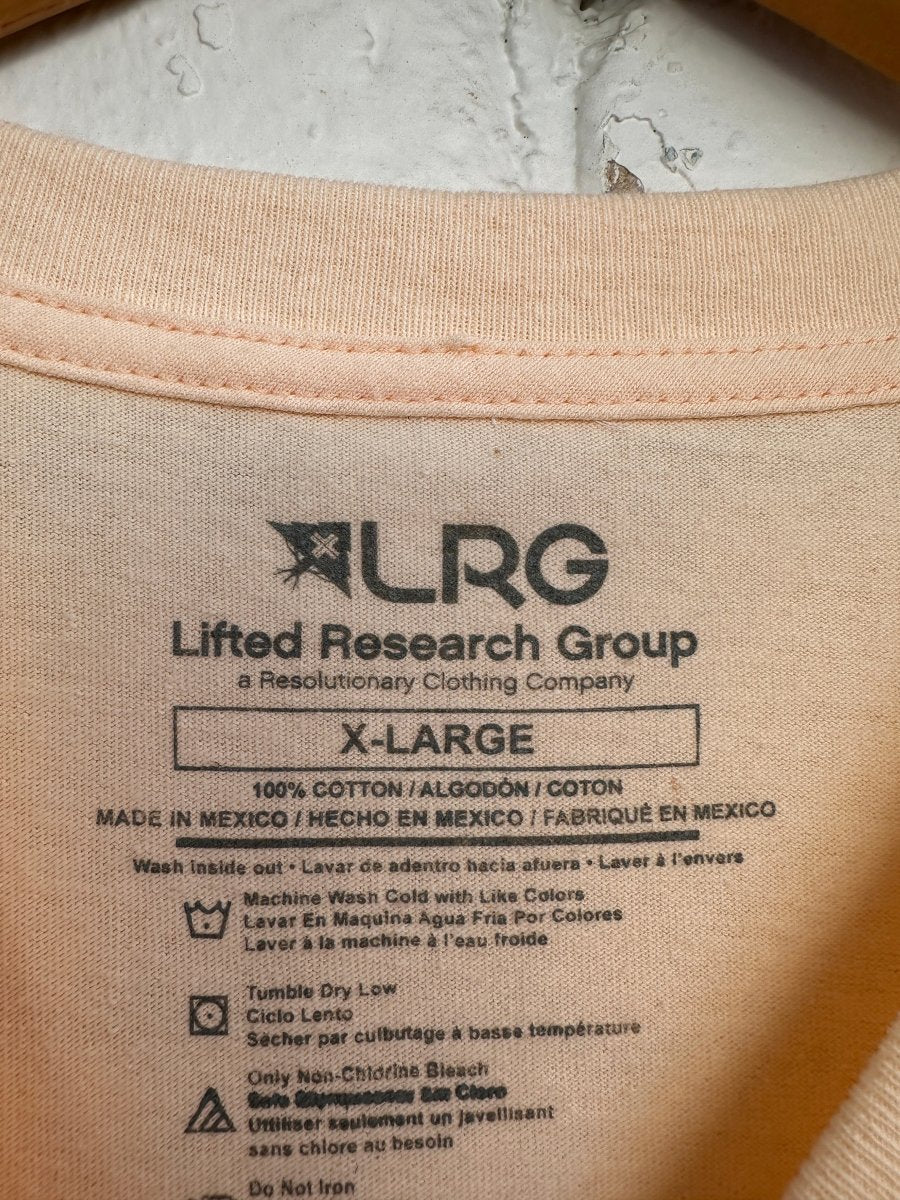 LRG
Lifted Research Group
a Resolutionary Clothing Company
X-LARGE
100% COTTON / ALGODÓN / COTON
MADE IN MEXICO / HECHO EN MEXICO / FABRIQUÉ EN MEXICO
Wash Inside out • Lavar de adentro hacia afuera • Laver à l'envers
Machine Wash Cold with Like Colors
Lavar En Maquina Agua Fria Por Colores
Laver à la machine à l'eau froide
Tumble Dry Low
Ciclo Lento
Sécher par culbutage à basse température
Only Non-Chlorine Bleach
Cloro
Utiliser seulement un javellisant
sans chlore au besoin
Do Not Iron